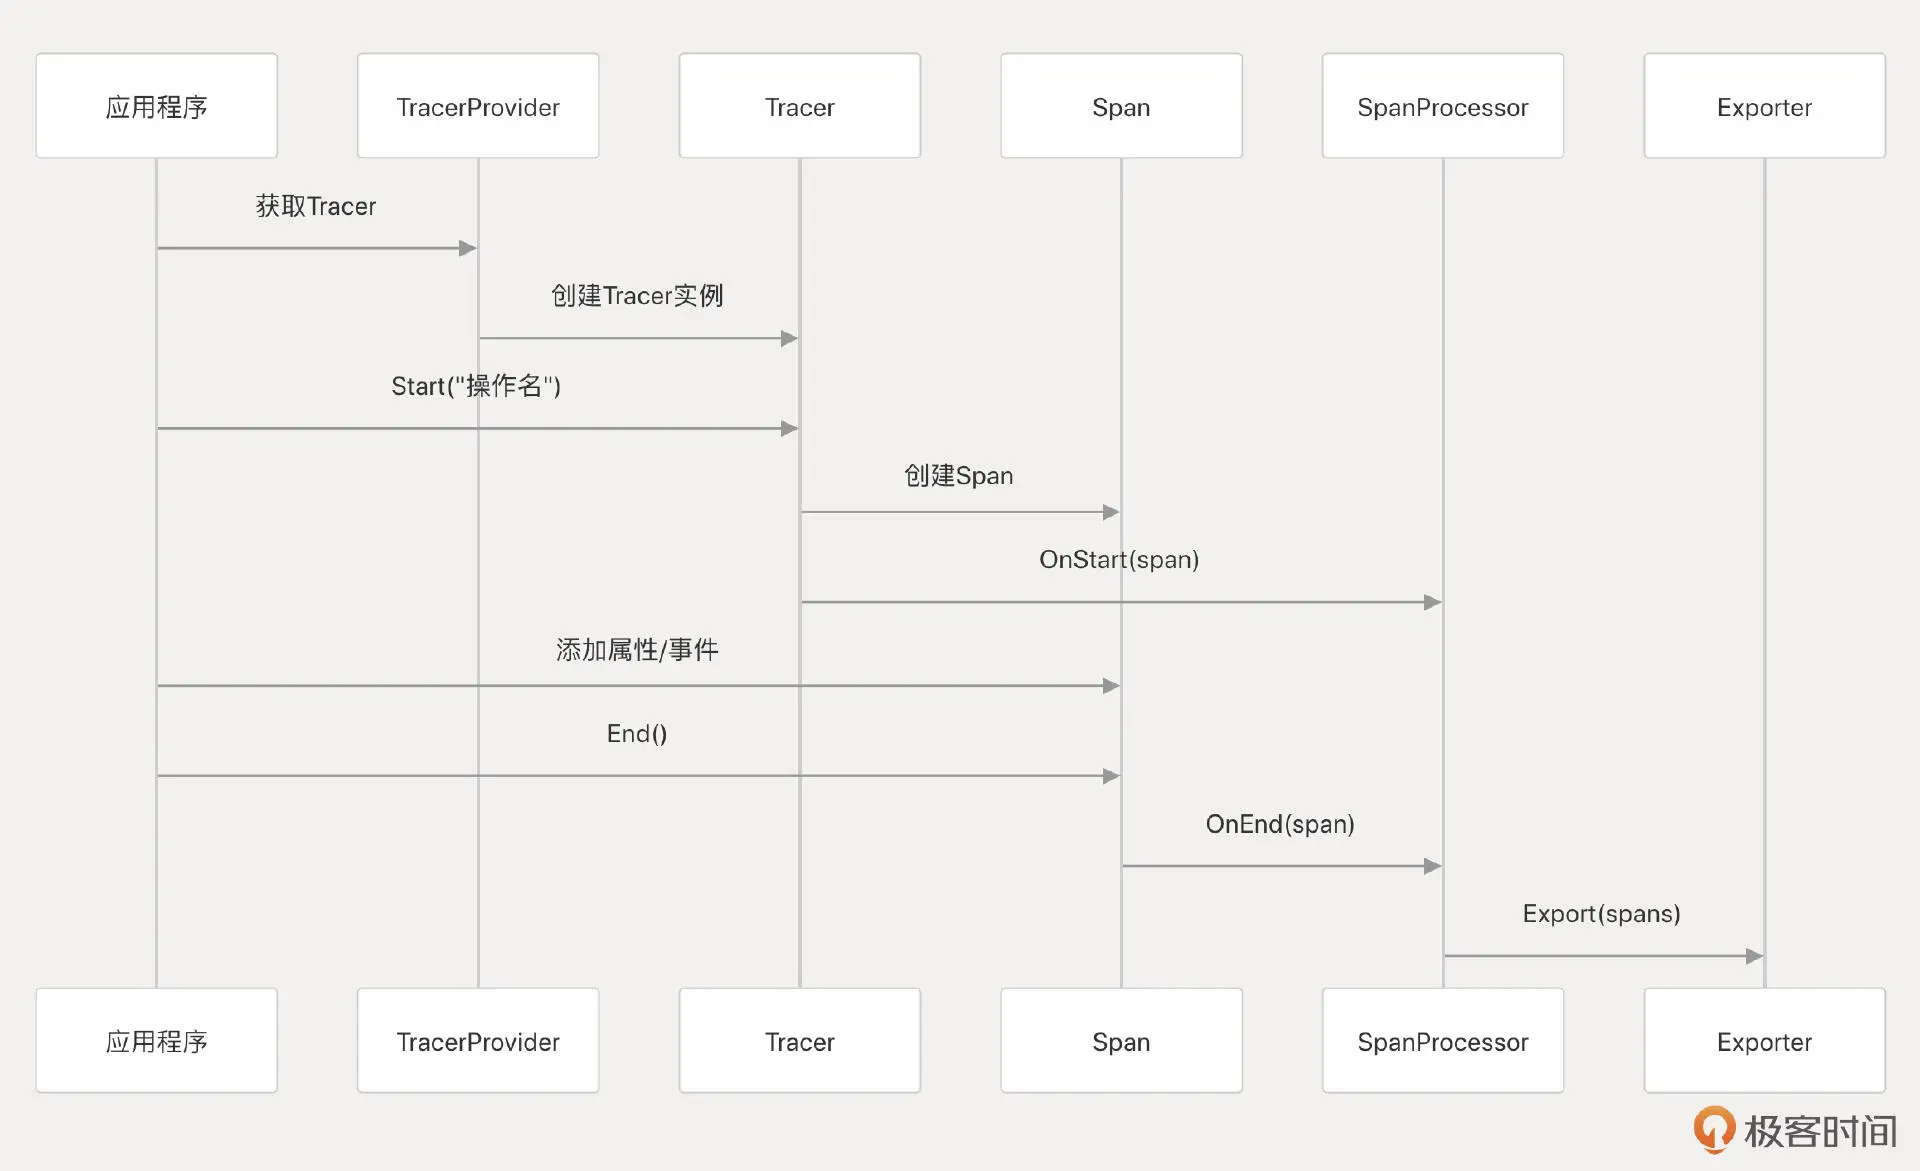 应用程序
TracerProvider
Tracer
Span
SpanProcessor
Exporter
获取Tracer
创建Tracer实例
Start("操作名")
创建Span
OnStart(span)
添加属性/事件
End()
OnEnd(span)
Export(spans)
应用程序
TracerProvider
Tracer
Span
SpanProcessor
Exporter
极客时间